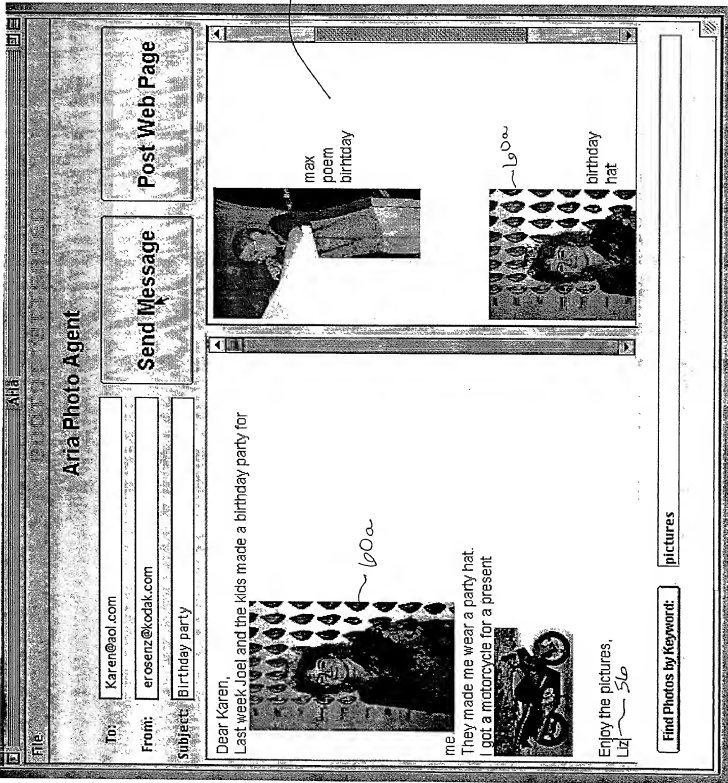 Aria
File
Aria Photo Agent
To: Karen@aol.com
From: erosenz@kodak.com
Subject: Birthday party
Send Message
Post Web Page
Dear Karen,
Last week Joel and the kids made a birthday party for
60a
me.
They made me wear a party hat.
I got a motorcycle for a present
Enjoy the pictures,
Liz
56
max
poem
birhtday
60a
birthday
hat
Find Photos by Keyword: pictures